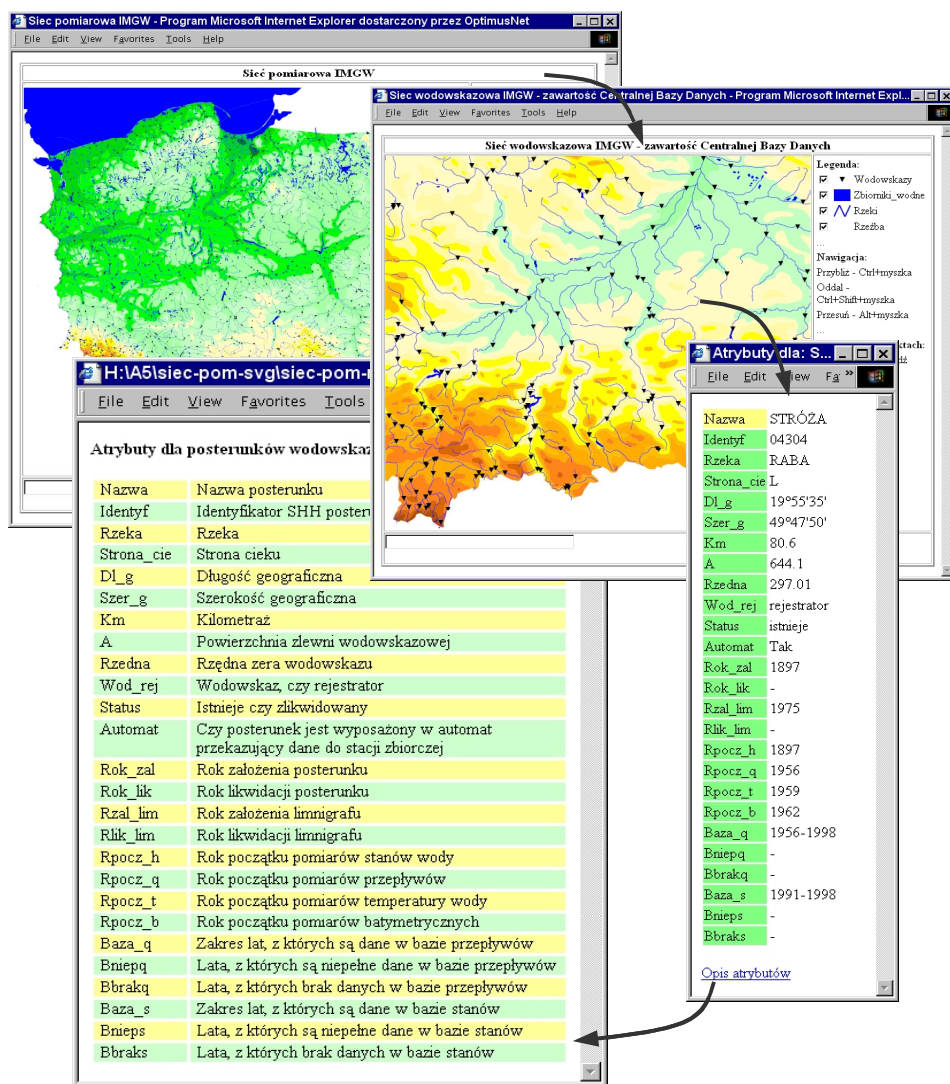 Siec pomiarowa IMGW - Program Microsoft Internet Explorer dostarczony przez OptimusNet
File Edit View Favorites Tools Help
Sieć pomiarowa IMGW
Siec wodowskazowa IMGW - zawartość Centralnej Bazy Danych - Program Microsoft Internet Expl...
File Edit View Favorites Tools Help
Sieć wodowskazowa IMGW - zawartość Centralnej Bazy Danych
Legenda:
Wodowskazy
Zbiorniki_wodne
Rzeki
Rzeźba
...
Nawigacja:
Przybliż - Ctrl+myszka
Oddal -
Ctrl+Shift+myszka
Przesuń - Alt+myszka
...
ktach:
dź
H:\A5\siec-pom-svg\siec-pom-
File Edit View Favorites Tools
Atrybuty dla posterunków wodowska
Nazwa Nazwa posterunku
Identyf Identyfikator SHH posteru
Rzeka Rzeka
Strona_cie Strona cieku
Dl_g Długość geograficzna
Szer_g Szerokość geograficzna
Km Kilometraż
A Powierzchnia zlewni wodowskazowej
Rzedna Rzędna zera wodowskazu
Wod_rej Wodowskaz, czy rejestrator
Status Istnieje czy zlikwidowany
Automat Czy posterunek jest wyposażony w automat
przekazujący dane do stacji zbiorczej
Rok_zal Rok założenia posterunku
Rok_lik Rok likwidacji posterunku
Rzal_lim Rok założenia limnigrafu
Rlik_lim Rok likwidacji limnigrafu
Rpocz_h Rok początku pomiarów stanów wody
Rpocz_q Rok początku pomiarów przepływów
Rpocz_t Rok początku pomiarów temperatury wody
Rpocz_b Rok początku pomiarów batymetrycznych
Baza_q Zakres lat, z których są dane w bazie przepływów
Bniepq Lata, z których są niepełne dane w bazie przepływów
Bbrakq Lata, z których brak danych w bazie przepływów
Baza_s Zakres lat, z których są dane w bazie stanów
Bnieps Lata, z których są niepełne dane w bazie stanów
Bbraks Lata, z których brak danych w bazie stanów
Atrybuty dla: S...
File Edit View Fa »
Nazwa STRÓŻA
Identyf 04304
Rzeka RABA
Strona_cie L
Dl_g 19°55'35'
Szer_g 49°47'50'
Km 80.6
A 644.1
Rzedna 297.01
Wod_rej rejestrator
Status istnieje
Automat Tak
Rok_zal 1897
Rok_lik -
Rzal_lim 1975
Rlik_lim -
Rpocz_h 1897
Rpocz_q 1956
Rpocz_t 1959
Rpocz_b 1962
Baza_q 1956-1998
Bniepq -
Bbrakq -
Baza_s 1991-1998
Bnieps -
Bbraks -
Opis atrybutów